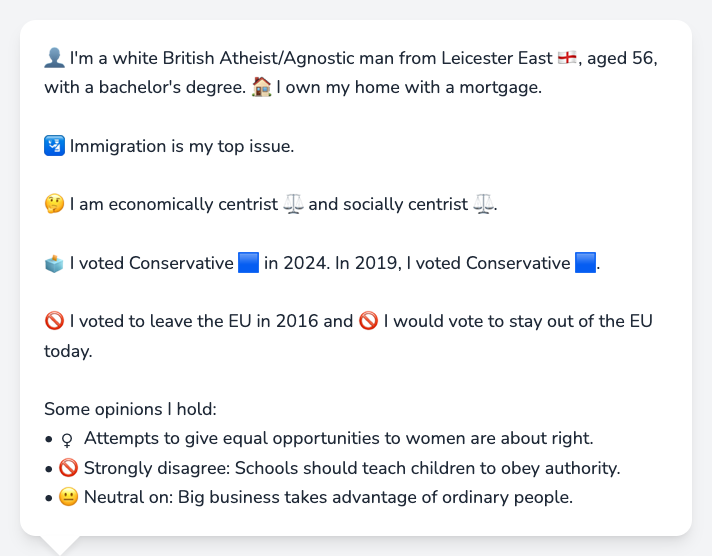 👤 I'm a white British Atheist/Agnostic man from Leicester East 🏴󠁧󠁢󠁥󠁮󠁧󠁿, aged 56,
with a bachelor's degree. 🏠 I own my home with a mortgage.
🛂 Immigration is my top issue.
🤔 I am economically centrist ⚖️ and socially centrist ⚖️.
🗳️ I voted Conservative 🟦 in 2024. In 2019, I voted Conservative 🟦.
🚫 I voted to leave the EU in 2016 and 🚫 I would vote to stay out of the EU
today.
Some opinions I hold:
• ♀ Attempts to give equal opportunities to women are about right.
• 🚫 Strongly disagree: Schools should teach children to obey authority.
• 😐 Neutral on: Big business takes advantage of ordinary people.